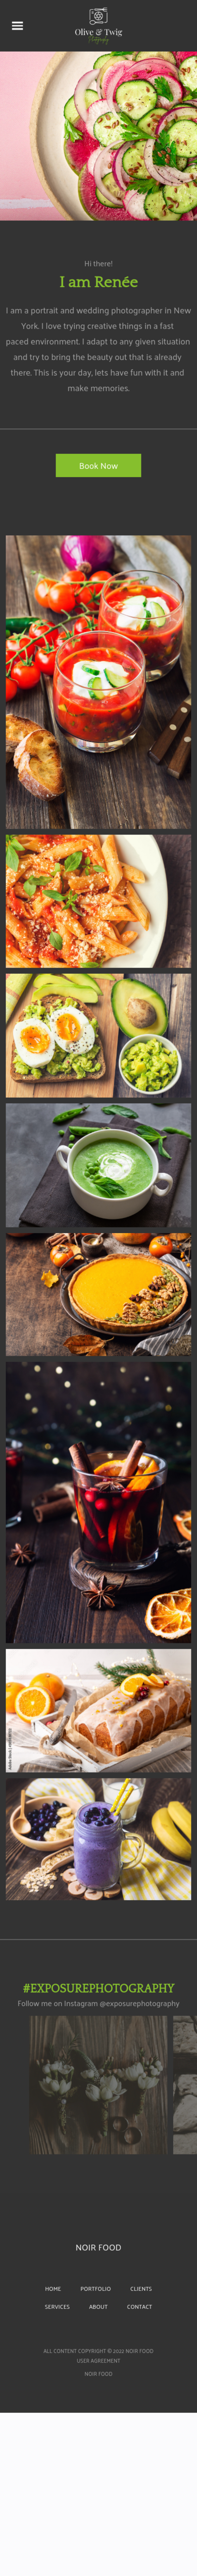 Olive & Twig
Photography
Hi there!
I am Renée
I am a portrait and wedding photographer in New
York. I love trying creative things in a fast
paced environment. I adapt to any given situation
and try to bring the beauty out that is already
there. This is your day, lets have fun with it and
make memories.
Book Now
#EXPOSUREPHOTOGRAPHY
Follow me on Instagram @exposurephotography
NOIR FOOD
HOME PORTFOLIO CLIENTS
SERVICES ABOUT CONTACT
ALL CONTENT COPYRIGHT © 2022 NOIR FOOD
USER AGREEMENT
NOIR FOOD